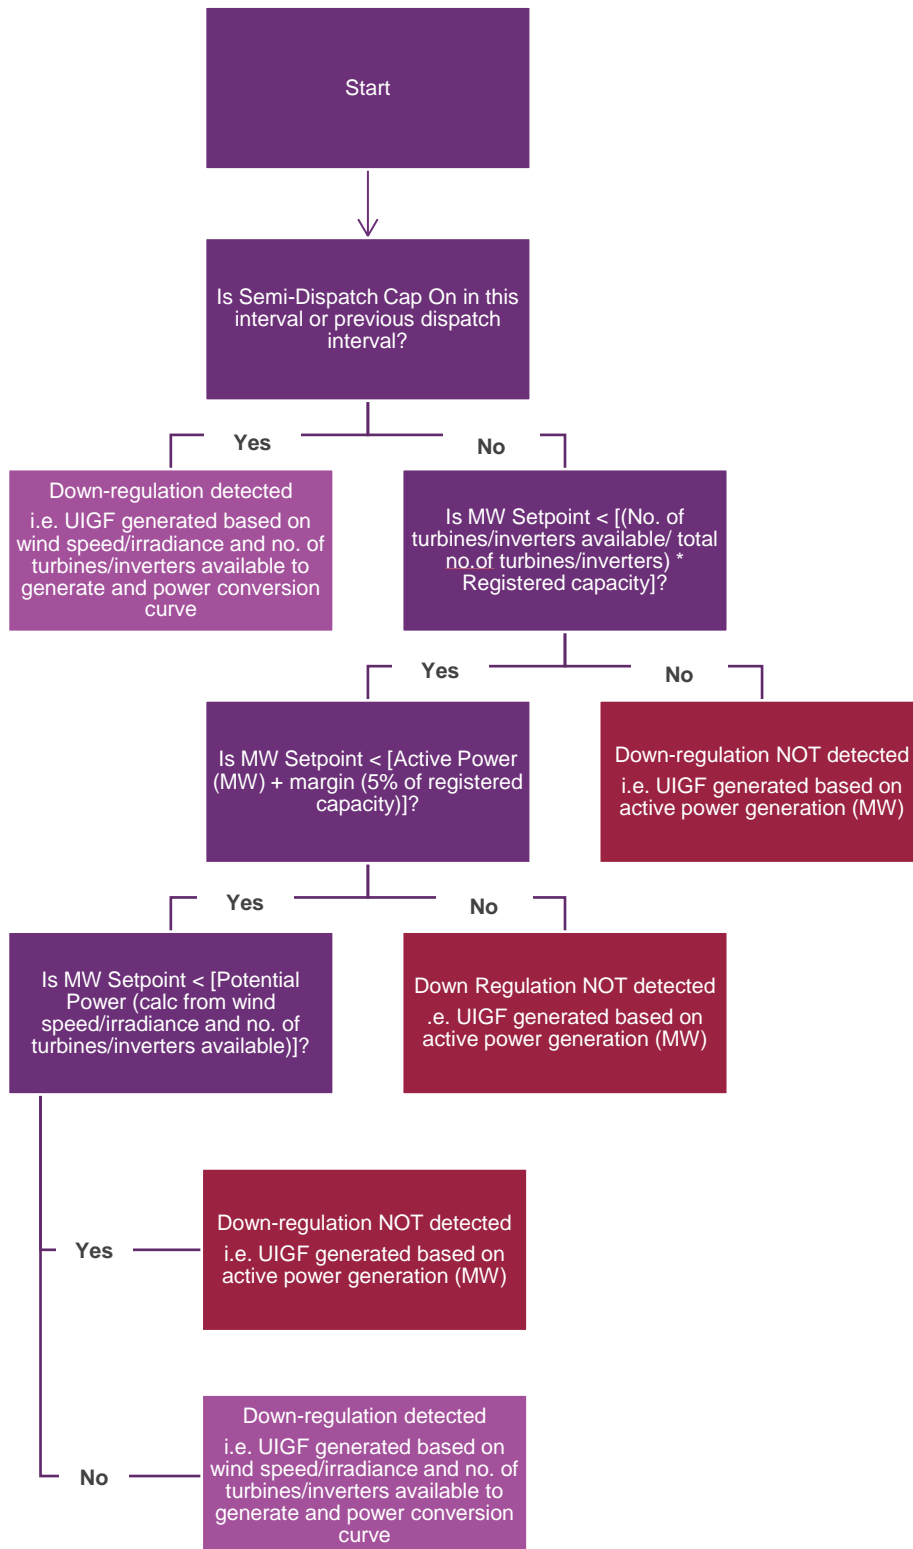 Start
Is Semi-Dispatch Cap On in this
interval or previous dispatch
interval?
Yes
No
Down-regulation detected
i.e. UIGF generated based on
wind speed/irradiance and no. of
turbines/inverters available to
generate and power conversion
curve
Is MW Setpoint < [(No. of
turbines/inverters available/ total
no.of turbines/inverters) *
Registered capacity]?
Yes
No
Is MW Setpoint < [Active Power
(MW) + margin (5% of registered
capacity)]?
Down-regulation NOT detected
i.e. UIGF generated based on
active power generation (MW)
Yes
No
Is MW Setpoint < [Potential
Power (calc from wind
speed/irradiance and no. of
turbines/inverters available)]?
Down Regulation NOT detected
.e. UIGF generated based on
active power generation (MW)
Yes
Down-regulation NOT detected
i.e. UIGF generated based on
active power generation (MW)
No
Down-regulation detected
i.e. UIGF generated based on
wind speed/irradiance and no. of
turbines/inverters available to
generate and power conversion
curve